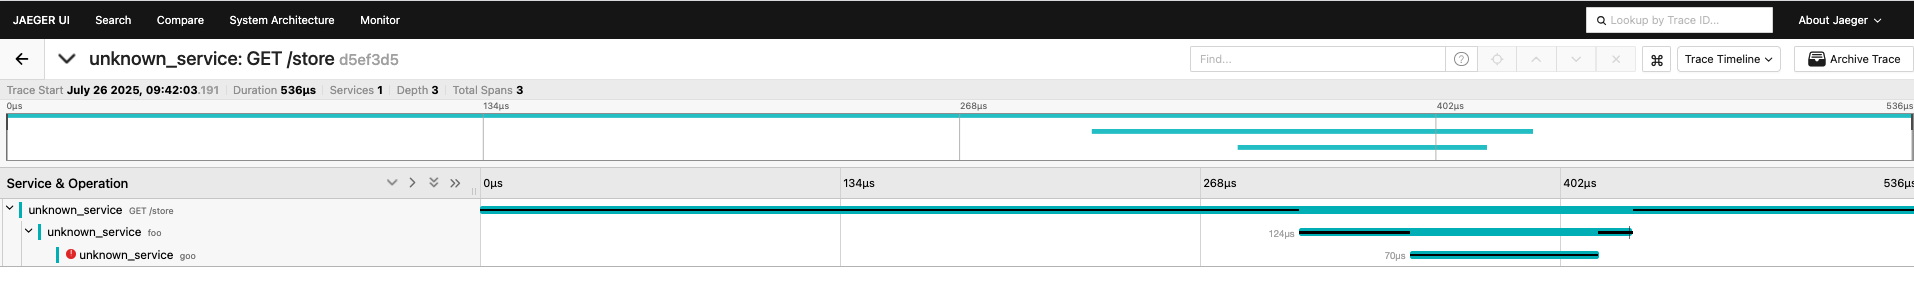 JAEGER UI Search Compare System Architecture Monitor Lookup by Trace ID... About Jaeger
unknown_service: GET /store d5ef3d5 Find... Trace Timeline Archive Trace
Trace Start July 26 2025, 09:42:03.191 Duration 536μs Services 1 Depth 3 Total Spans 3
0μs 134μs 268μs 402μs 536μs
Service & Operation 0μs 134μs 268μs 402μs 536μs
unknown_service GET /store
unknown_service foo 124μs
unknown_service goo 70μs